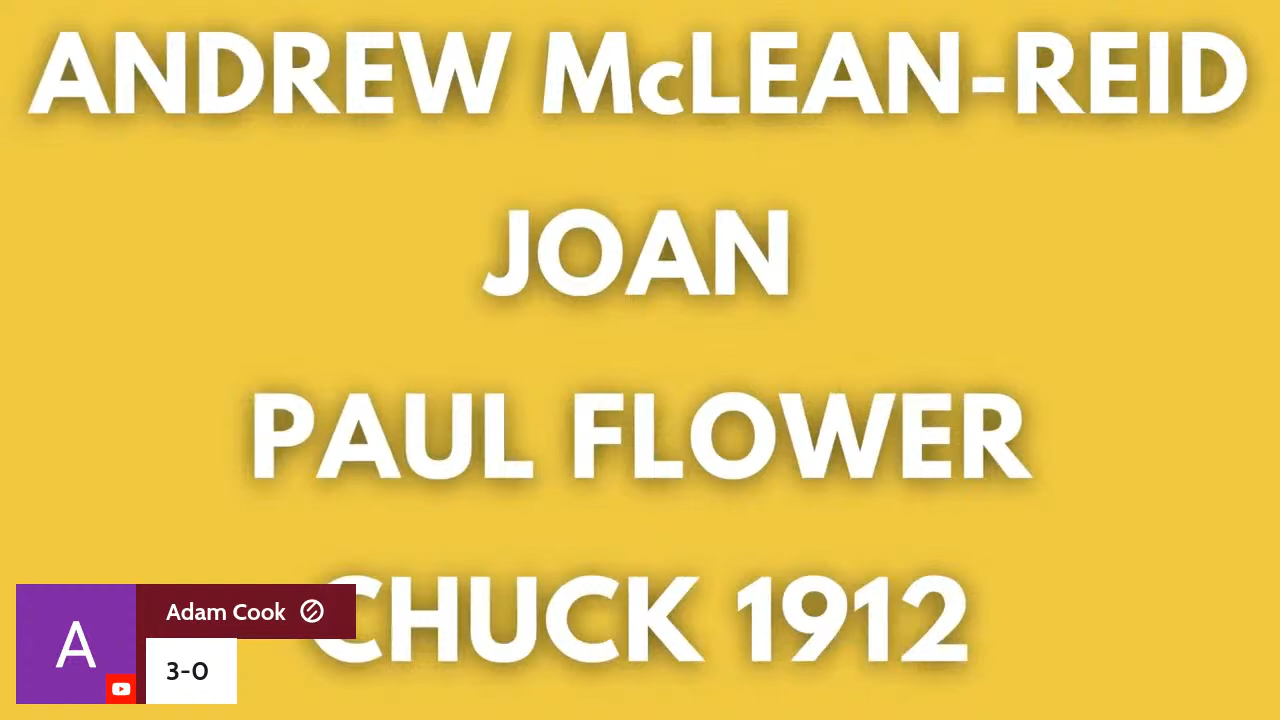 ANDREW McLEAN-REID
JOAN
PAUL FLOWER
CHUCK 1912
A
Adam Cook
3-0